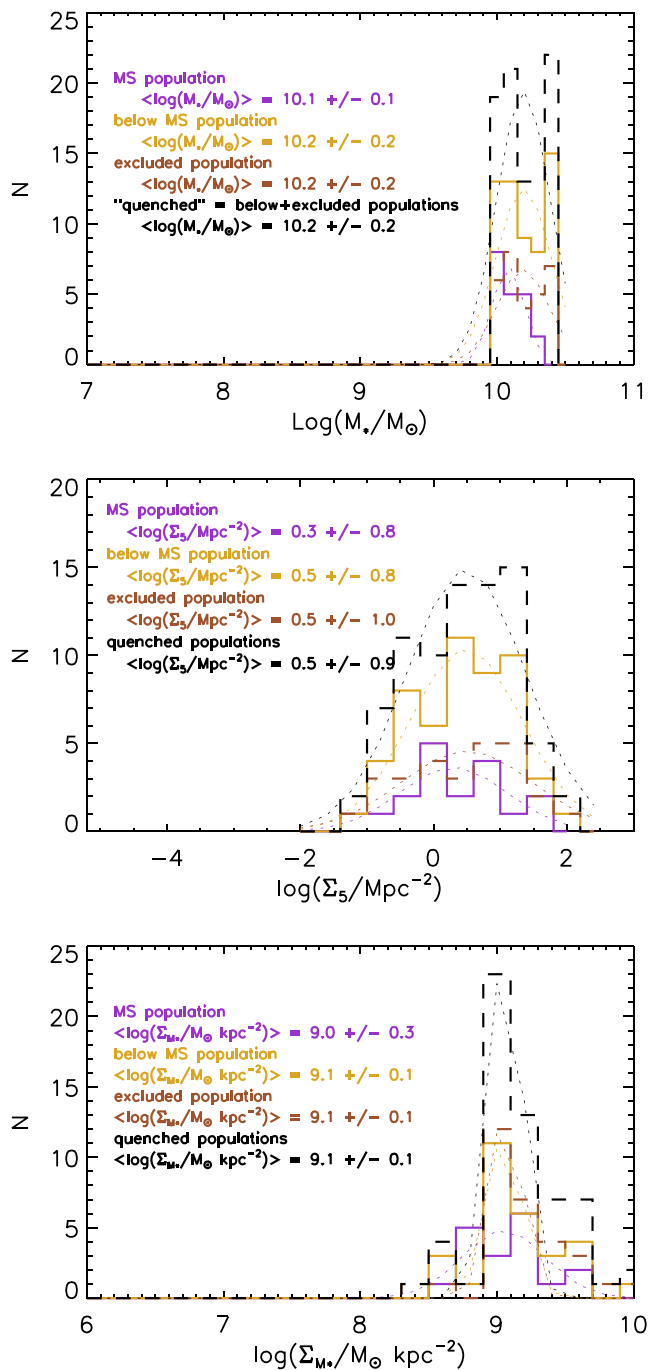 25
20
15
10
5
0
N
MS population
<log(M*/M⊙)> = 10.1 +/- 0.1
below MS population
<log(M*/M⊙)> = 10.2 +/- 0.2
excluded population
<log(M*/M⊙)> = 10.2 +/- 0.2
"quenched" = below+excluded populations
<log(M*/M⊙)> = 10.2 +/- 0.2
7 8 9 10 11
Log(M*/M⊙)
20
15
10
5
0
N
MS population
<log(Σ5/Mpc−2)> = 0.3 +/− 0.8
below MS population
<log(Σ5/Mpc−2)> = 0.5 +/− 0.8
excluded population
<log(Σ5/Mpc−2)> = 0.5 +/− 1.0
quenched populations
<log(Σ5/Mpc−2)> = 0.5 +/− 0.9
−4 −2 0 2
log(Σ5/Mpc−2)
25
20
15
10
5
0
N
MS population
<log(ΣM*/M⊙ kpc−2)> = 9.0 +/− 0.3
below MS population
<log(ΣM*/M⊙ kpc−2)> = 9.1 +/− 0.1
excluded population
<log(ΣM*/M⊙ kpc−2)> = 9.1 +/− 0.1
quenched populations
<log(ΣM*/M⊙ kpc−2)> = 9.1 +/− 0.1
6 7 8 9 10
log(ΣM*/M⊙ kpc−2)